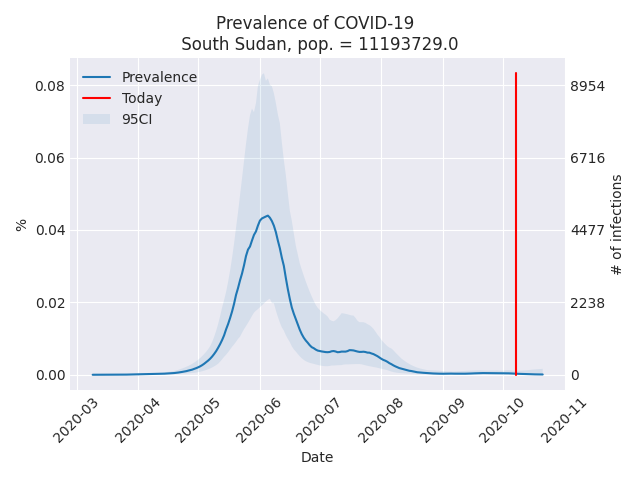 Prevalence of COVID-19
South Sudan, pop. = 11193729.0
Prevalence
Today
95CI
0.08
0.06
0.04
0.02
0.00
%
8954
6716
4477
2238
0
# of infections
2020-03
2020-04
2020-05
2020-06
2020-07
2020-08
2020-09
2020-10
2020-11
Date